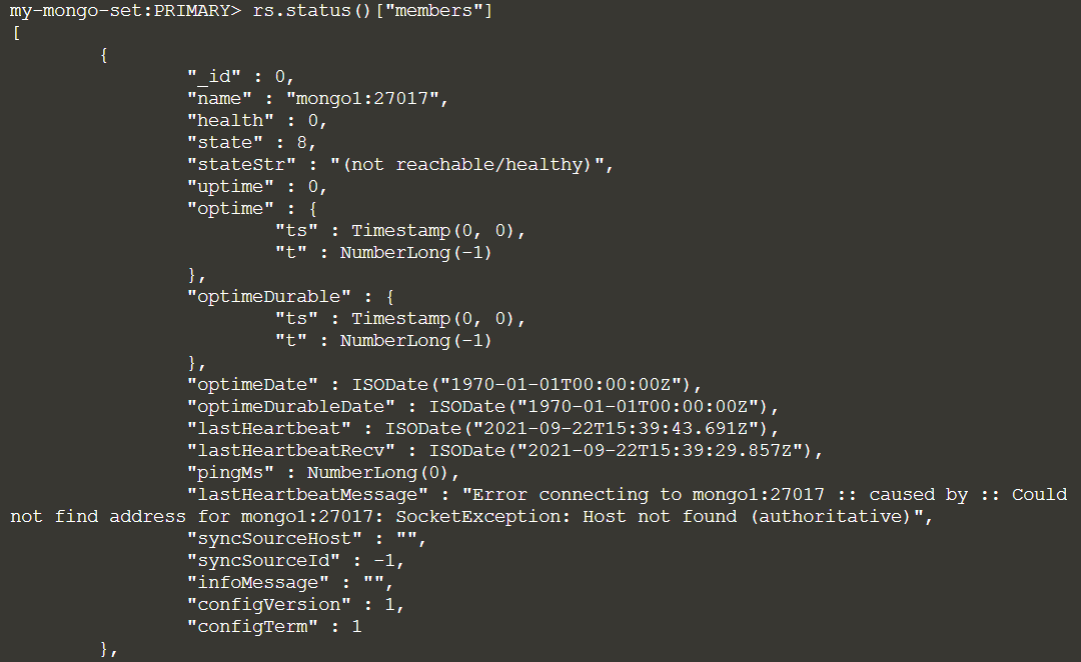 my-mongo-set:PRIMARY> rs.status()["members"]
[
        {
                "_id" : 0,
                "name" : "mongo1:27017",
                "health" : 0,
                "state" : 8,
                "stateStr" : "(not reachable/healthy)",
                "uptime" : 0,
                "optime" : {
                        "ts" : Timestamp(0, 0),
                        "t" : NumberLong(-1)
                },
                "optimeDurable" : {
                        "ts" : Timestamp(0, 0),
                        "t" : NumberLong(-1)
                },
                "optimeDate" : ISODate("1970-01-01T00:00:00Z"),
                "optimeDurableDate" : ISODate("1970-01-01T00:00:00Z"),
                "lastHeartbeat" : ISODate("2021-09-22T15:39:43.691Z"),
                "lastHeartbeatRecv" : ISODate("2021-09-22T15:39:29.857Z"),
                "pingMs" : NumberLong(0),
                "lastHeartbeatMessage" : "Error connecting to mongo1:27017 :: caused by :: Could
not find address for mongo1:27017: SocketException: Host not found (authoritative)",
                "syncSourceHost" : "",
                "syncSourceId" : -1,
                "infoMessage" : "",
                "configVersion" : 1,
                "configTerm" : 1
        },